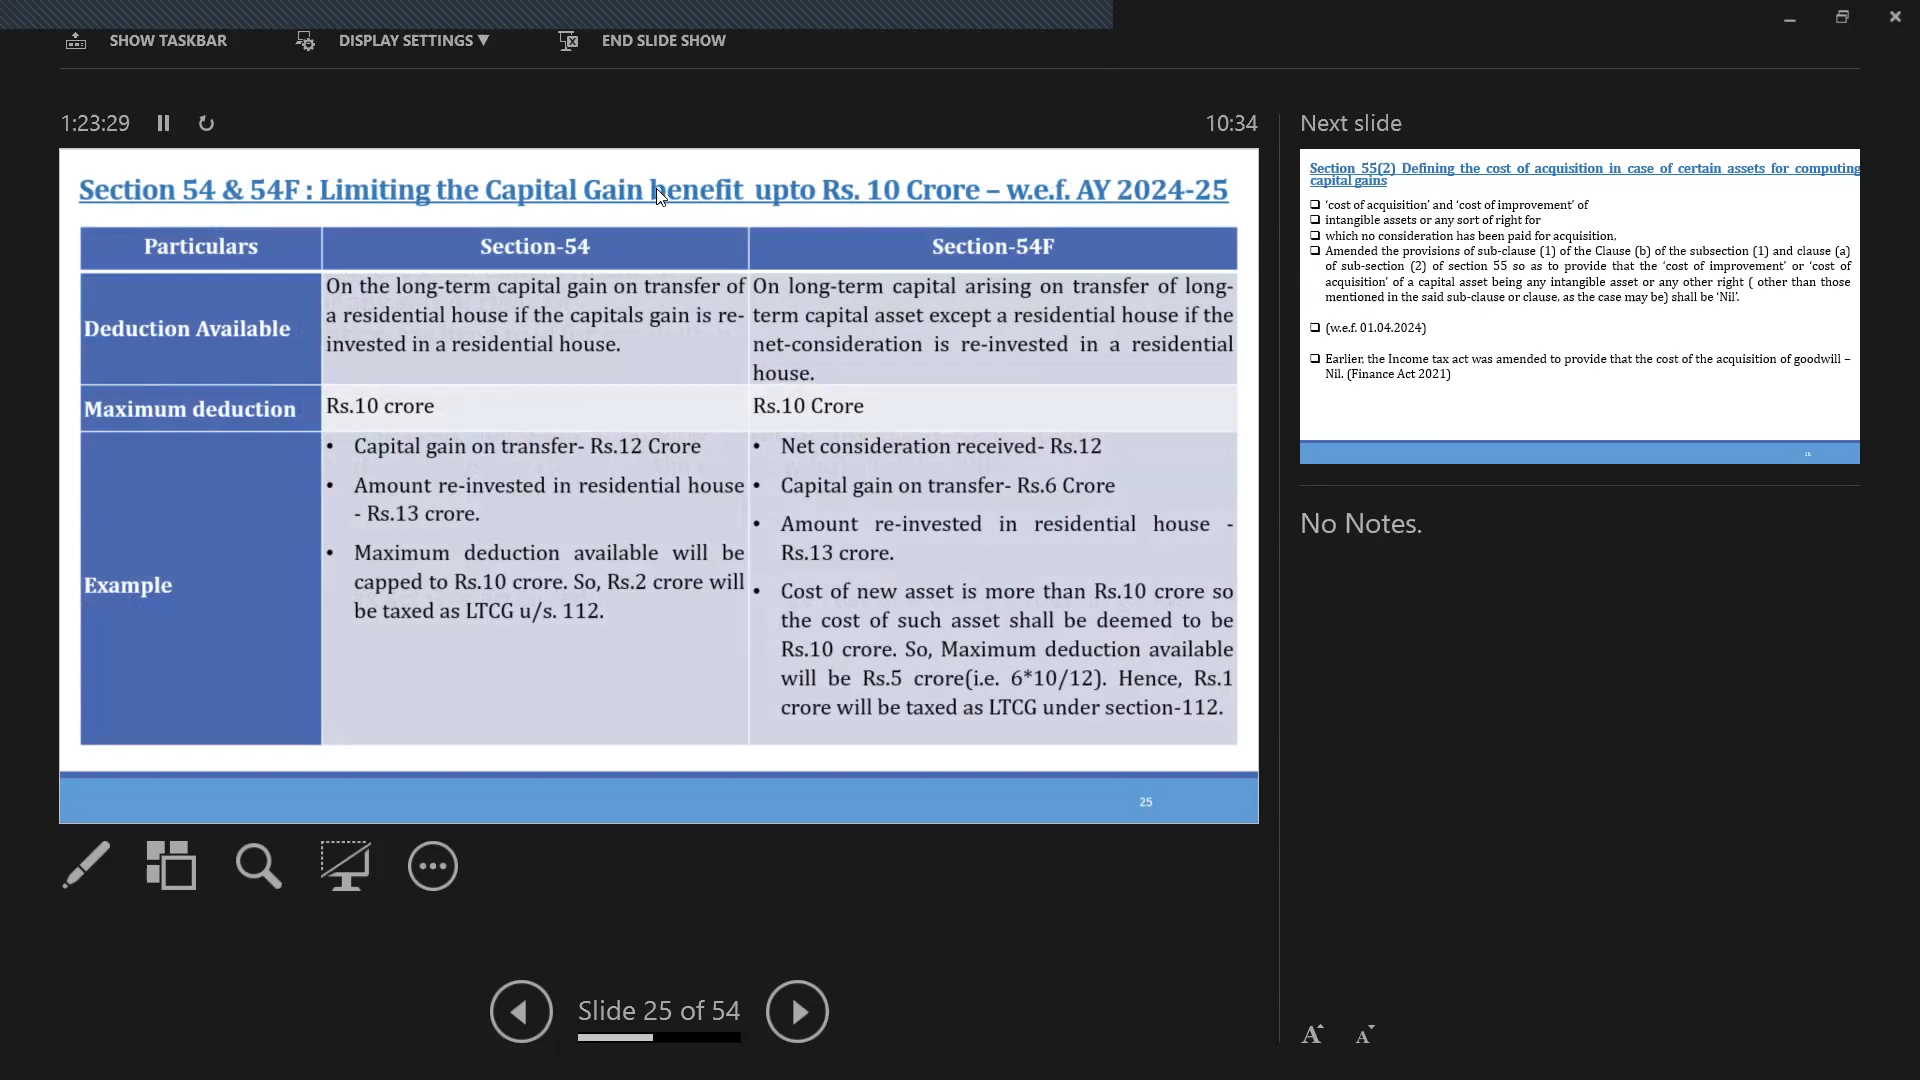 SHOW TASKBAR
DISPLAY SETTINGS ▼
END SLIDE SHOW
1:23:29
10:34
Next slide
Section 54 & 54F : Limiting the Capital Gain benefit upto Rs. 10 Crore – w.e.f. AY 2024-25
Particulars
Section-54
Section-54F
Deduction Available
On the long-term capital gain on transfer of
a residential house if the capitals gain is re-
invested in a residential house.
On long-term capital arising on transfer of long-
term capital asset except a residential house if the
net-consideration is re-invested in a residential
house.
Maximum deduction
Rs.10 crore
Rs.10 Crore
Example
• Capital gain on transfer- Rs.12 Crore
• Amount re-invested in residential house
- Rs.13 crore.
• Maximum deduction available will be
capped to Rs.10 crore. So, Rs.2 crore will
be taxed as LTCG u/s. 112.
• Net consideration received- Rs.12
• Capital gain on transfer- Rs.6 Crore
• Amount re-invested in residential house -
Rs.13 crore.
• Cost of new asset is more than Rs.10 crore so
the cost of such asset shall be deemed to be
Rs.10 crore. So, Maximum deduction available
will be Rs.5 crore(i.e. 6*10/12). Hence, Rs.1
crore will be taxed as LTCG under section-112.
25
Section 55(2) Defining the cost of acquisition in case of certain assets for computing
capital gains
❑ ‘cost of acquisition’ and ‘cost of improvement’ of
❑ intangible assets or any sort of right for
❑ which no consideration has been paid for acquisition,
❑ Amended the provisions of sub-clause (1) of the Clause (b) of the subsection (1) and clause (a)
of sub-section (2) of section 55 so as to provide that the ‘cost of improvement’ or ‘cost of
acquisition’ of a capital asset being any intangible asset or any other right ( other than those
mentioned in the said sub-clause or clause, as the case may be) shall be ‘Nil’.
❑ (w.e.f. 01.04.2024)
❑ Earlier, the Income tax act was amended to provide that the cost of the acquisition of goodwill –
Nil. (Finance Act 2021)
26
No Notes.
Slide 25 of 54
A A